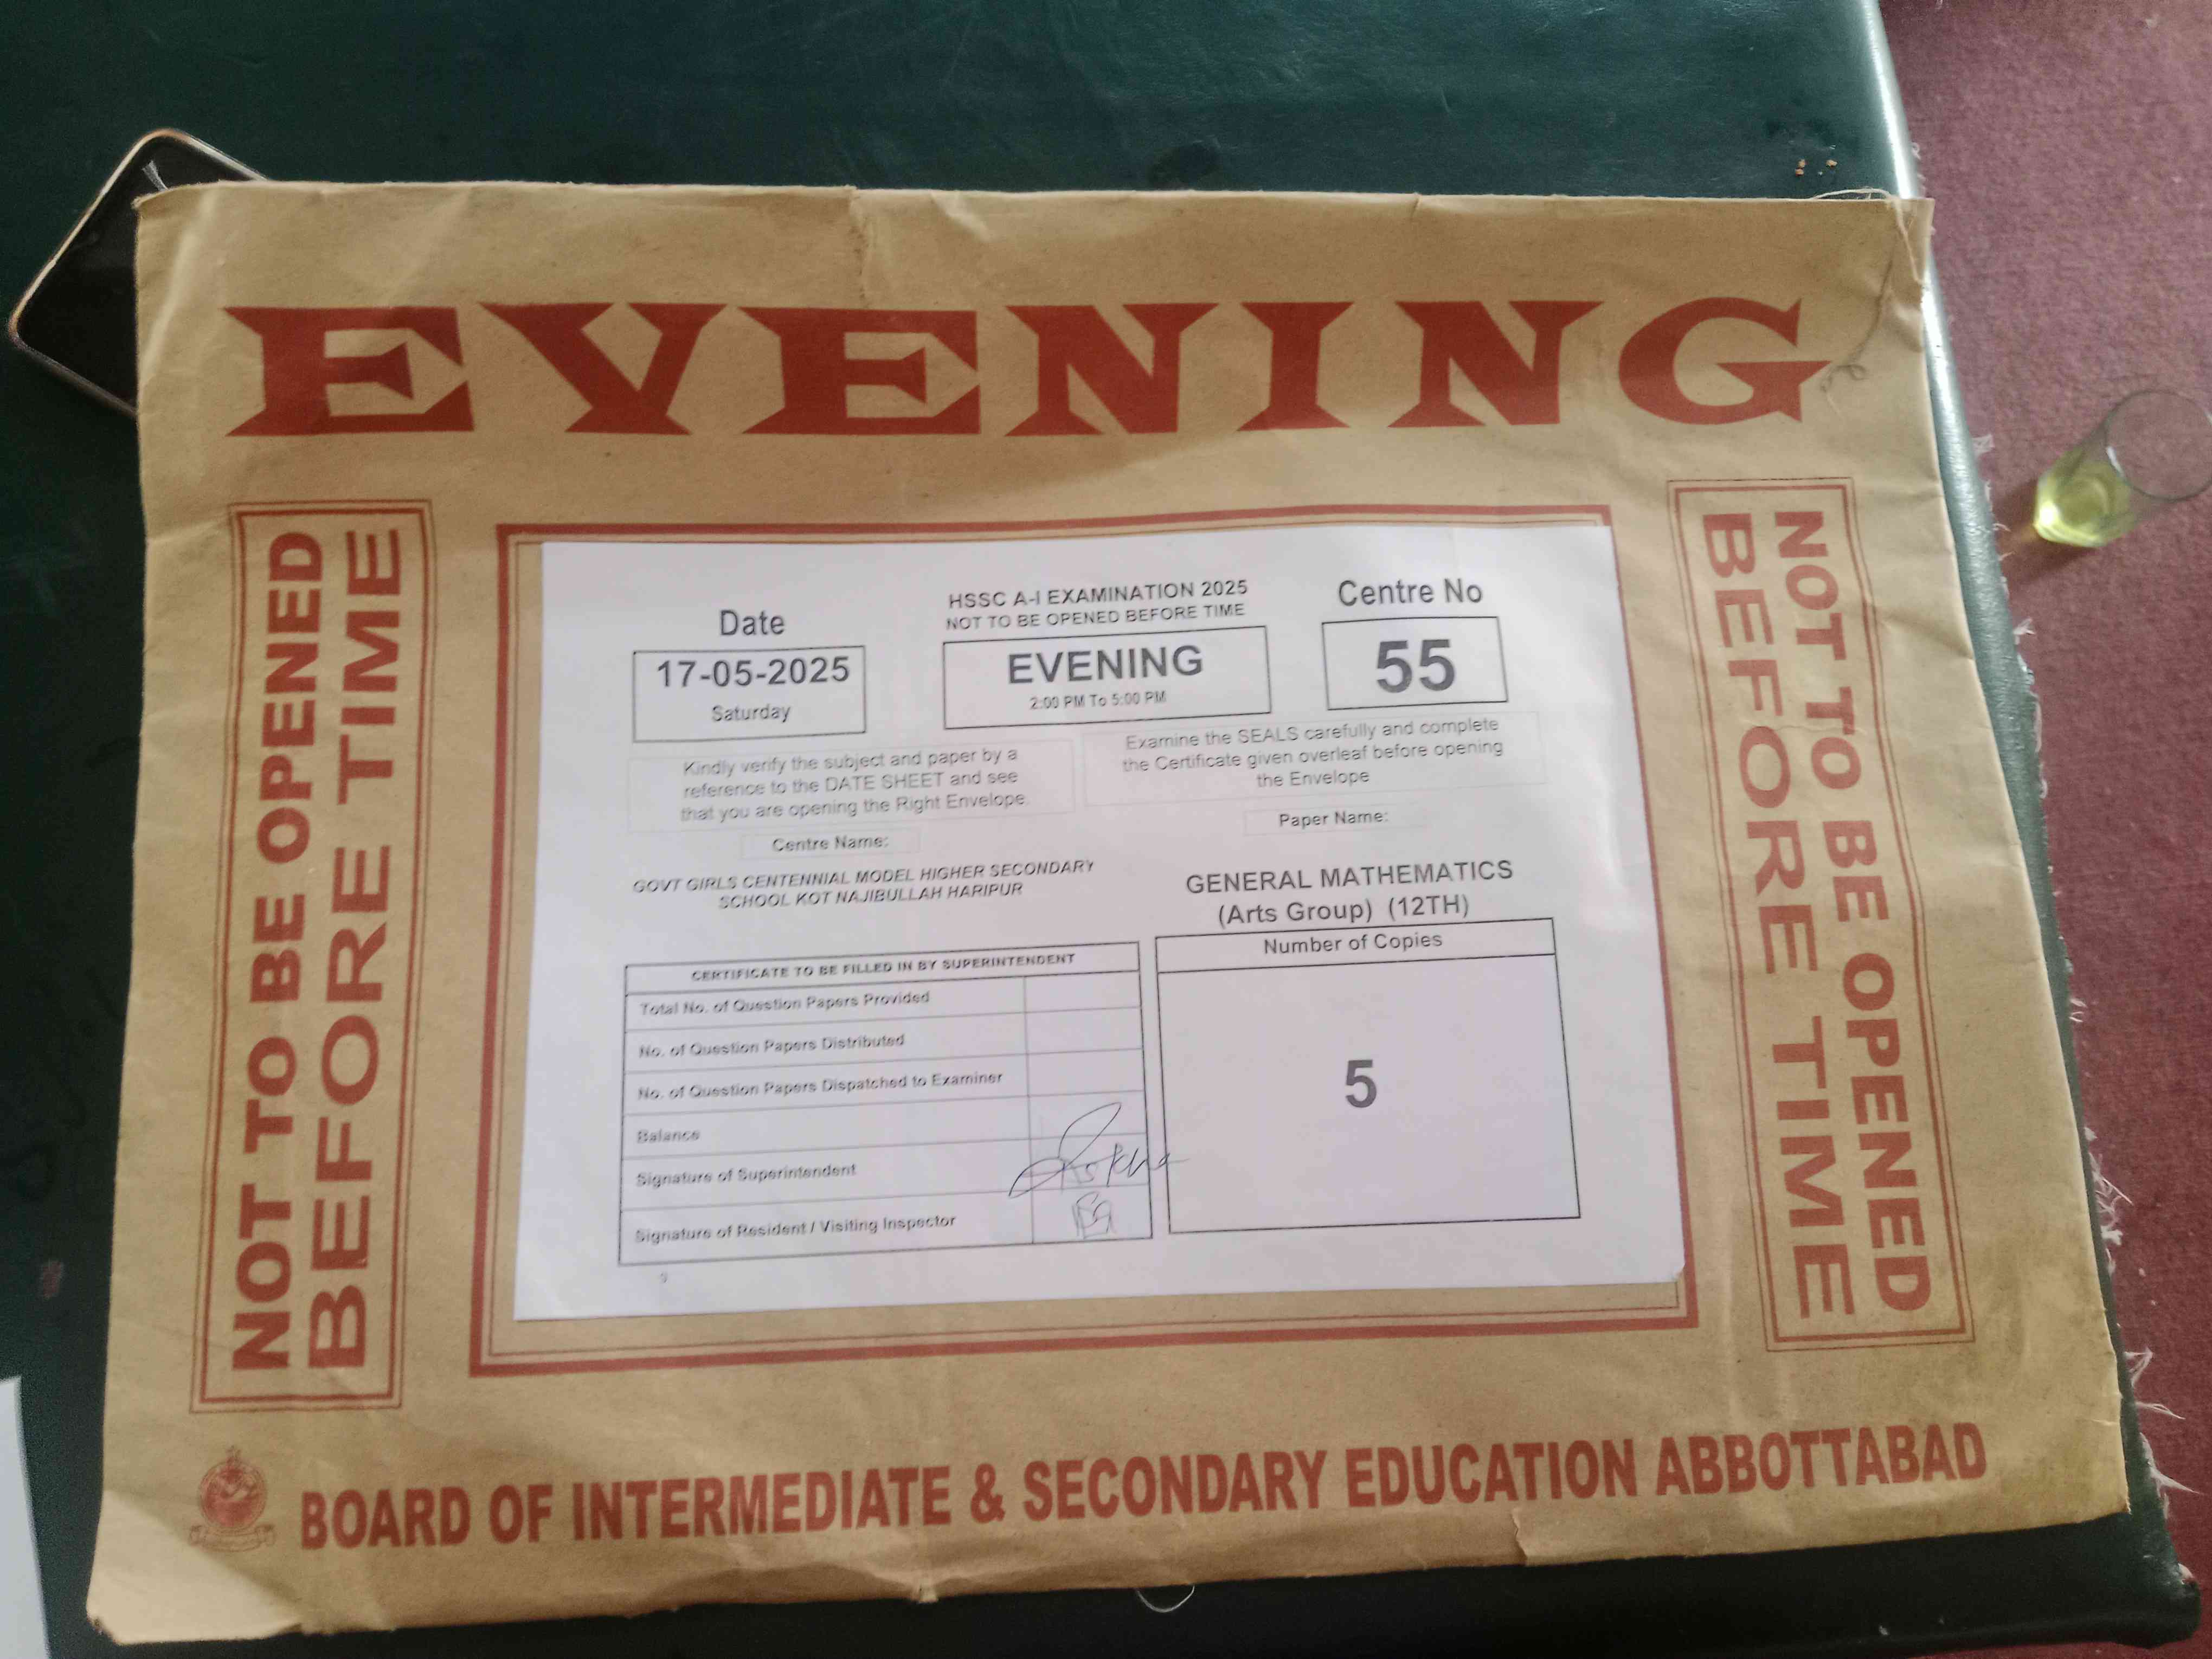 EVENING
NOT TO BE OPENED
BEFORE TIME
NOT TO BE OPENED
BEFORE TIME
Date
17-05-2025
Saturday
HSSC A-I EXAMINATION 2025
NOT TO BE OPENED BEFORE TIME
EVENING
2:00 PM To 5:00 PM
Centre No
55
Kindly verify the subject and paper by a
reference to the DATE SHEET and see
that you are opening the Right Envelope.
Examine the SEALS carefully and complete
the Certificate given overleaf before opening
the Envelope
Centre Name:
GOVT GIRLS CENTENNIAL MODEL HIGHER SECONDARY
SCHOOL KOT NAJIBULLAH HARIPUR
Paper Name:
GENERAL MATHEMATICS
(Arts Group) (12TH)
Number of Copies
5
CERTIFICATE TO BE FILLED IN BY SUPERINTENDENT
Total No. of Question Papers Provided
No. of Question Papers Distributed
No. of Question Papers Dispatched to Examiner
Balance
Signature of Superintendent
Signature of Resident / Visiting Inspector
9
BOARD OF INTERMEDIATE & SECONDARY EDUCATION ABBOTTABAD